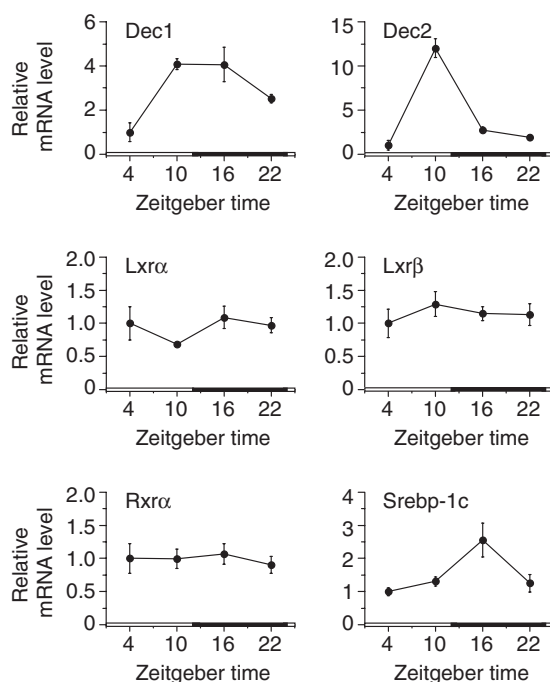 Dec1
Relative mRNA level
6
4
2
0
4 10 16 22
Zeitgeber time
Dec2
15
10
5
0
4 10 16 22
Zeitgeber time
Lxrα
Relative mRNA level
2.0
1.5
1.0
0.5
0
4 10 16 22
Zeitgeber time
Lxrβ
2.0
1.5
1.0
0.5
0
4 10 16 22
Zeitgeber time
Rxrα
Relative mRNA level
2.0
1.5
1.0
0.5
0
4 10 16 22
Zeitgeber time
Srebp-1c
4
3
2
1
0
4 10 16 22
Zeitgeber time